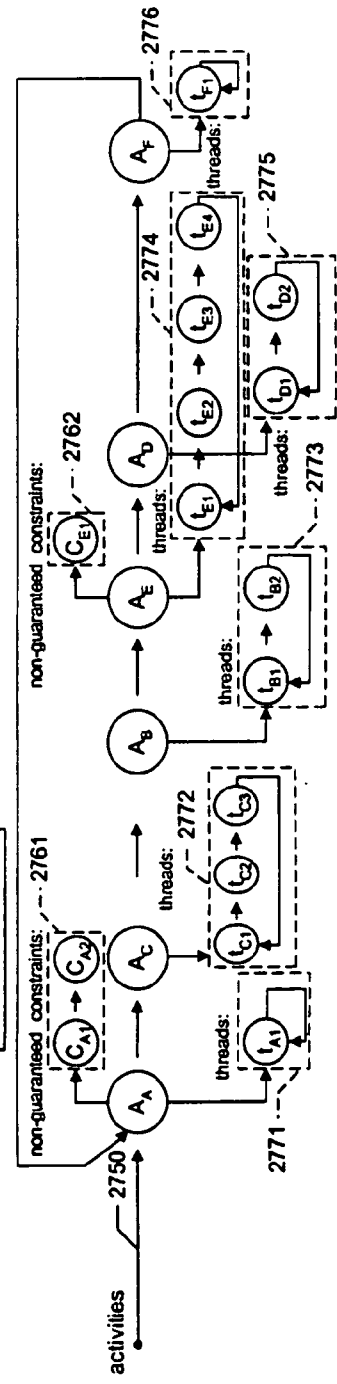 activities
2750
non-guaranteed constraints:
2761
C_A1
C_A2
non-guaranteed constraints:
2762
C_E1
A_A
A_C
A_B
A_E
A_D
A_F
threads:
t_A1
2771
threads:
2772
t_C1
t_C2
t_C3
threads:
2773
t_B1
t_B2
threads:
2774
t_E1
t_E2
t_E3
t_E4
threads:
2775
t_D1
t_D2
threads:
2776
t_F1